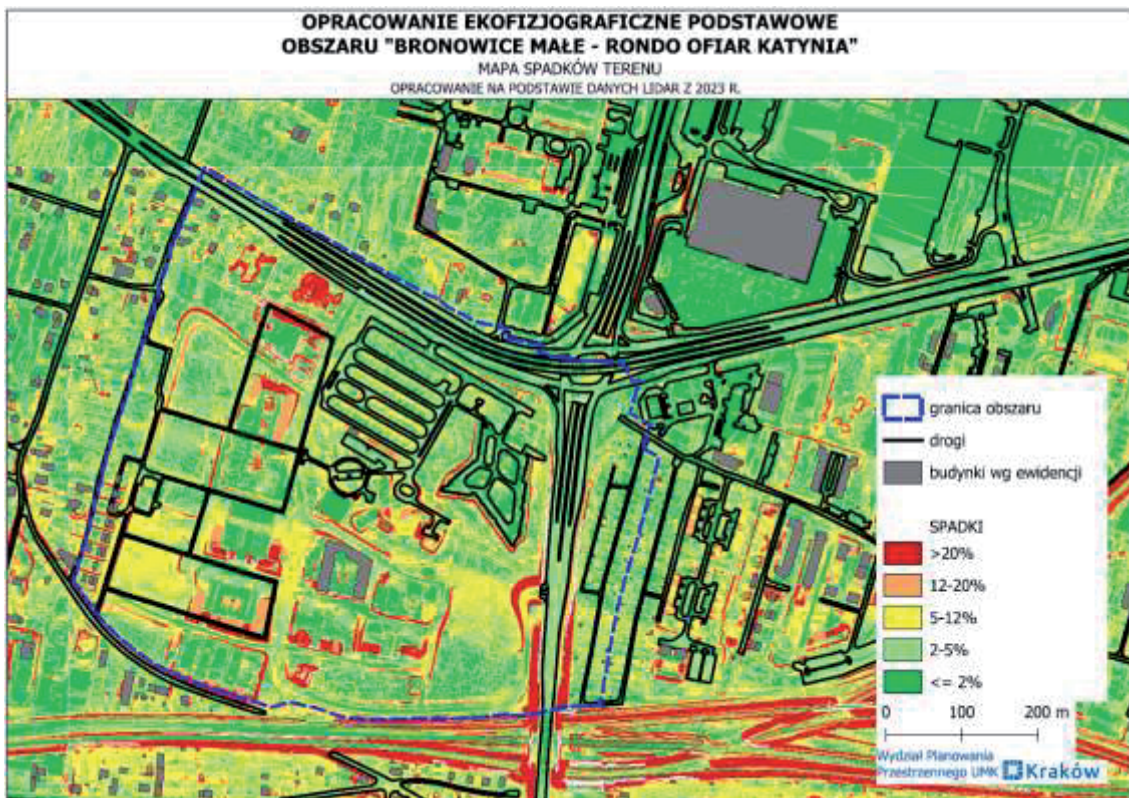 OPRACOWANIE EKOFIZJOGRAFICZNE PODSTAWOWE
OBSZARU "BRONOWICE MAŁE - RONDO OFIAR KATYNIA"
MAPA SPADKÓW TERENU
OPRACOWANIE NA PODSTAWIE DANYCH LIDAR Z 2023 R.
granica obszaru
drogi
budynki wg ewidencji
SPADKI
>20%
12-20%
5-12%
2-5%
<= 2%
0 100 200 m
Wydział Planowania
Przestrzennego UMK Kraków